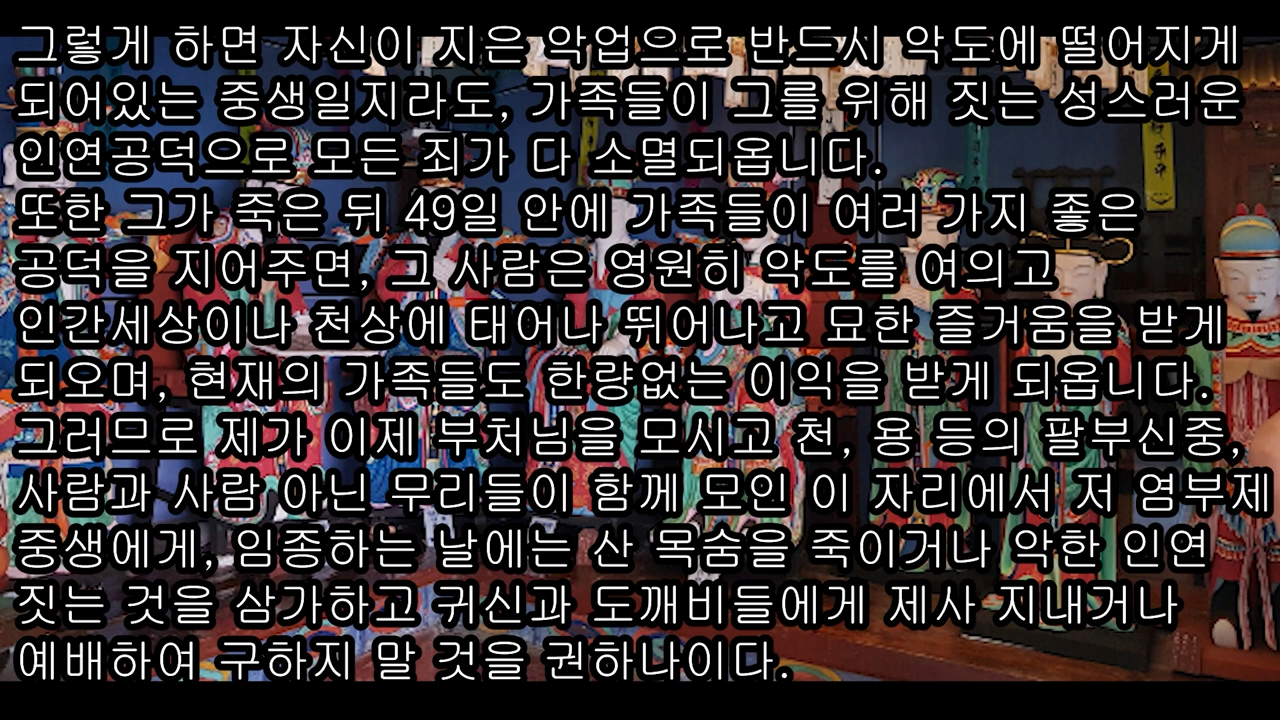 그렇게 하면 자신이 지은 악업으로 반드시 악도에 떨어지게
되어있는 중생일지라도, 가족들이 그를 위해 짓는 성스러운
인연공덕으로 모든 죄가 다 소멸되옵니다.
또한 그가 죽은 뒤 49일 안에 가족들이 여러 가지 좋은
공덕을 지어주면, 그 사람은 영원히 악도를 여의고
인간세상이나 천상에 태어나 뛰어나고 묘한 즐거움을 받게
되오며, 현재의 가족들도 한량없는 이익을 받게 되옵니다.
그러므로 제가 이제 부처님을 모시고 천, 용 등의 팔부신중,
사람과 사람 아닌 무리들이 함께 모인 이 자리에서 저 염부제
중생에게, 임종하는 날에는 산 목숨을 죽이거나 악한 인연
짓는 것을 삼가하고 귀신과 도깨비들에게 제사 지내거나
예배하여 구하지 말 것을 권하나이다.